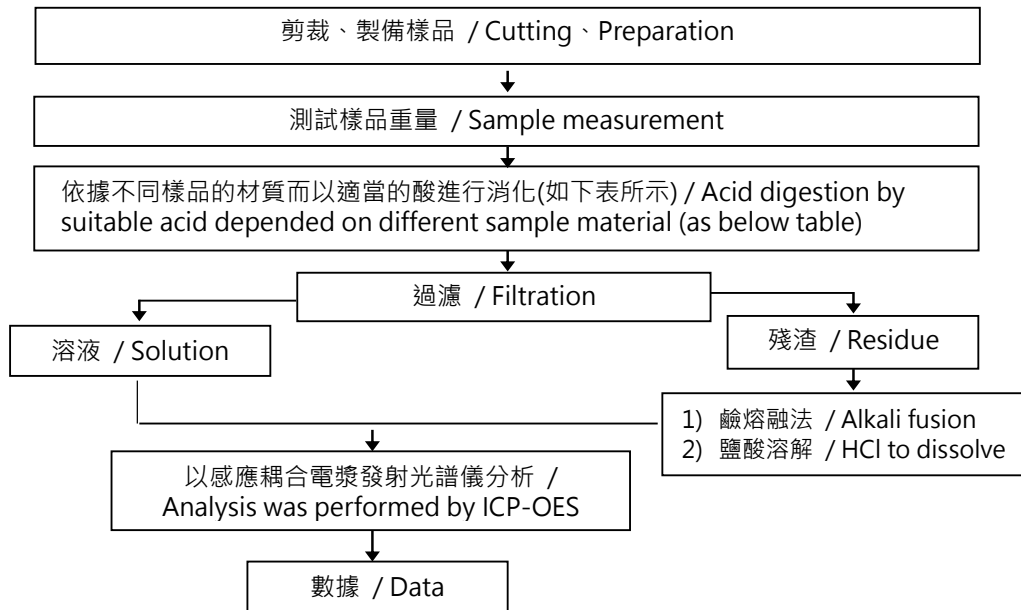 剪裁、製備樣品 / Cutting、Preparation
測試樣品重量 / Sample measurement
依據不同樣品的材質而以適當的酸進行消化(如下表所示) / Acid digestion by
suitable acid depended on different sample material (as below table)
過濾 / Filtration
溶液 / Solution
殘渣 / Residue
1) 鹼熔融法 / Alkali fusion
2) 鹽酸溶解 / HCl to dissolve
以感應耦合電漿發射光譜儀分析 /
Analysis was performed by ICP-OES
數據 / Data